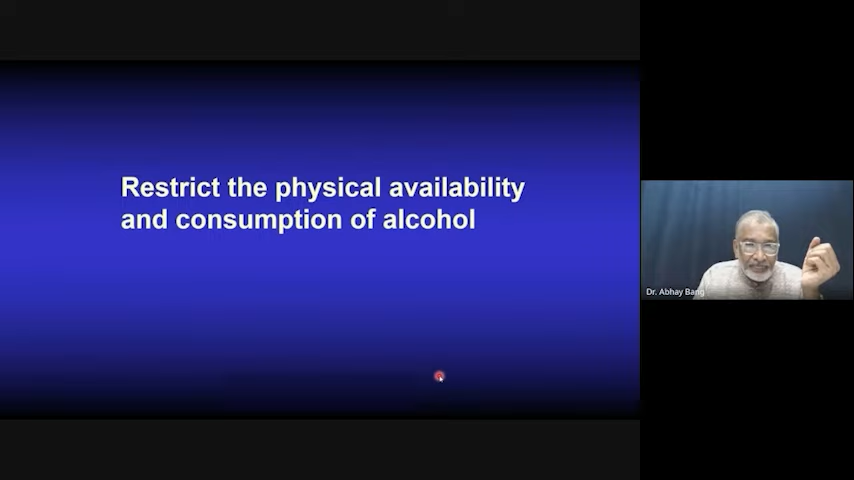 Restrict the physical availability
and consumption of alcohol
Dr. Abhay Bang